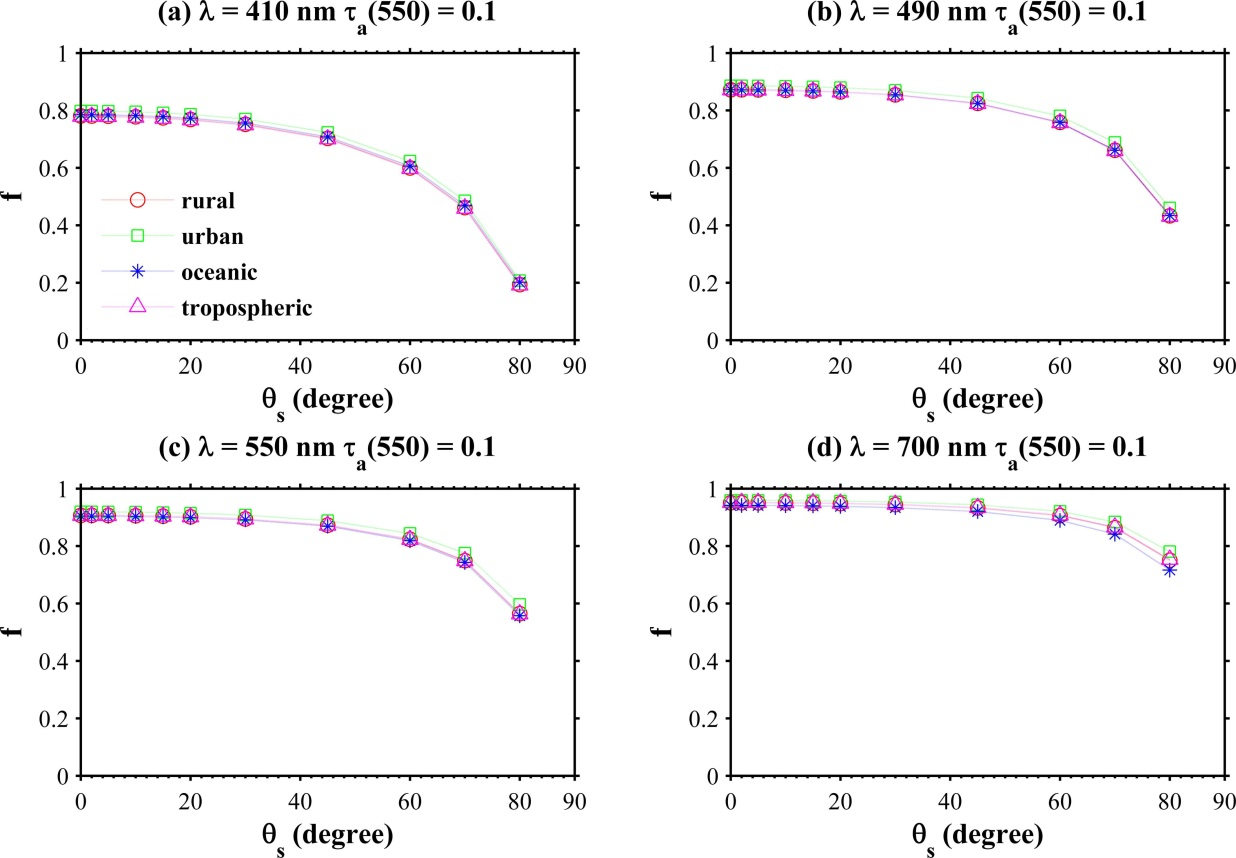 (a) λ = 410 nm τa(550) = 0.1
1
0.8
0.6
0.4
0.2
0
f
rural
urban
oceanic
tropospheric
0 20 40 60 80 90
θs (degree)
(b) λ = 490 nm τa(550) = 0.1
1
0.8
0.6
0.4
0.2
0
f
0 20 40 60 80 90
θs (degree)
(c) λ = 550 nm τa(550) = 0.1
1
0.8
0.6
0.4
0.2
0
f
0 20 40 60 80 90
θs (degree)
(d) λ = 700 nm τa(550) = 0.1
1
0.8
0.6
0.4
0.2
0
f
0 20 40 60 80 90
θs (degree)